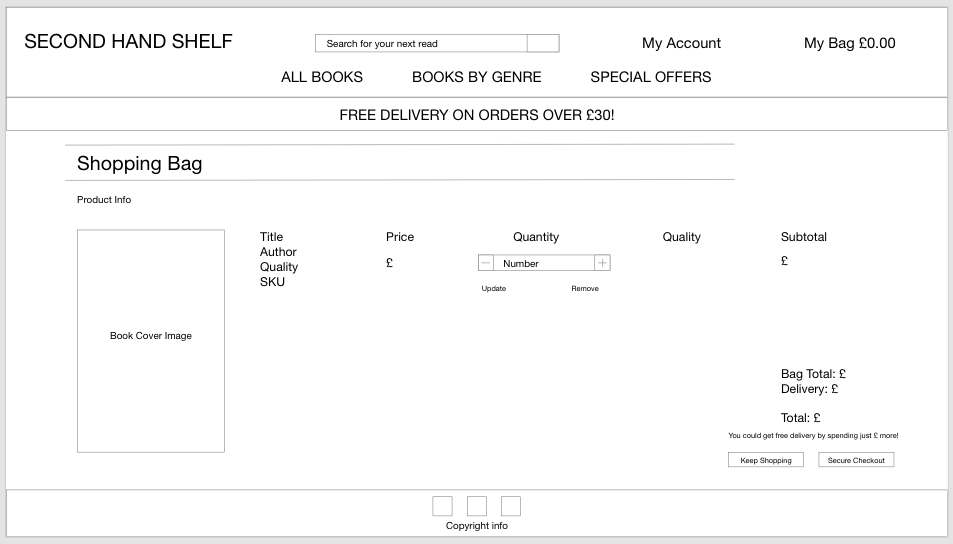 SECOND HAND SHELF
Search for your next read
My Account
My Bag £0.00
ALL BOOKS
BOOKS BY GENRE
SPECIAL OFFERS
FREE DELIVERY ON ORDERS OVER £30!
Shopping Bag
Product Info
Book Cover Image
Title
Author
Quality
SKU
Price
£
Quantity
Number
Update
Remove
Quality
Subtotal
£
Bag Total: £
Delivery: £
Total: £
You could get free delivery by spending just £ more!
Keep Shopping
Secure Checkout
Copyright info